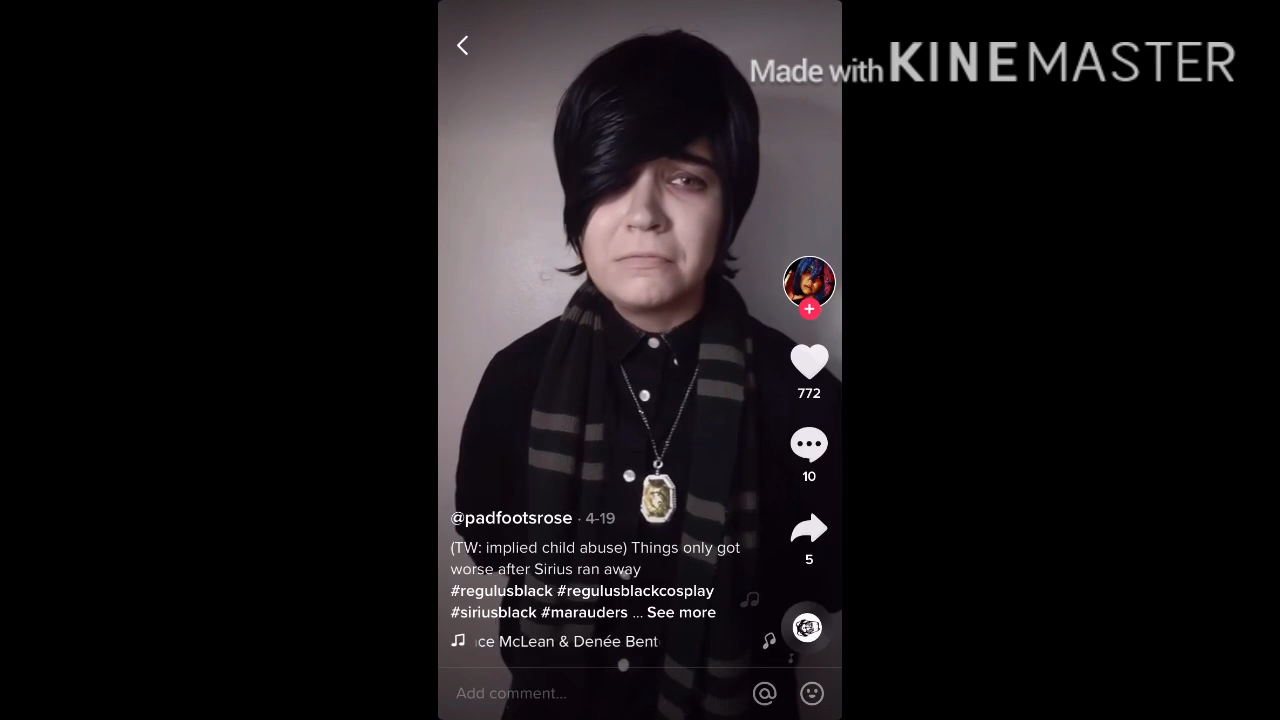 Made with KINEMASTER
772
10
@padfootsrose · 4-19
5
(TW: implied child abuse) Things only got
worse after Sirius ran away
#regulusblack #regulusblackcosplay
#siriusblack #marauders ... See more
ce McLean & Denée Bent
Add comment...